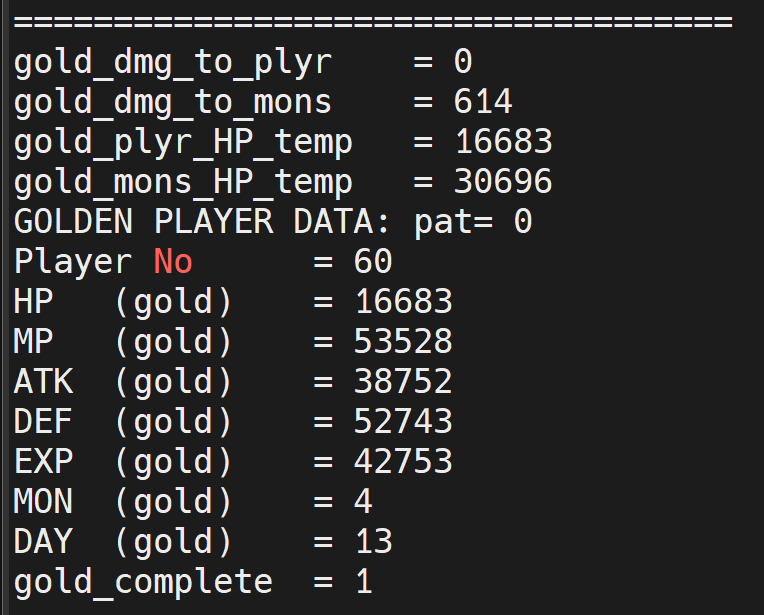 ====================================
gold_dmg_to_plyr    = 0
gold_dmg_to_mons    = 614
gold_plyr_HP_temp   = 16683
gold_mons_HP_temp   = 30696
GOLDEN PLAYER DATA: pat= 0
Player No      = 60
HP   (gold)    = 16683
MP   (gold)    = 53528
ATK  (gold)    = 38752
DEF  (gold)    = 52743
EXP  (gold)    = 42753
MON  (gold)    = 4
DAY  (gold)    = 13
gold_complete  = 1